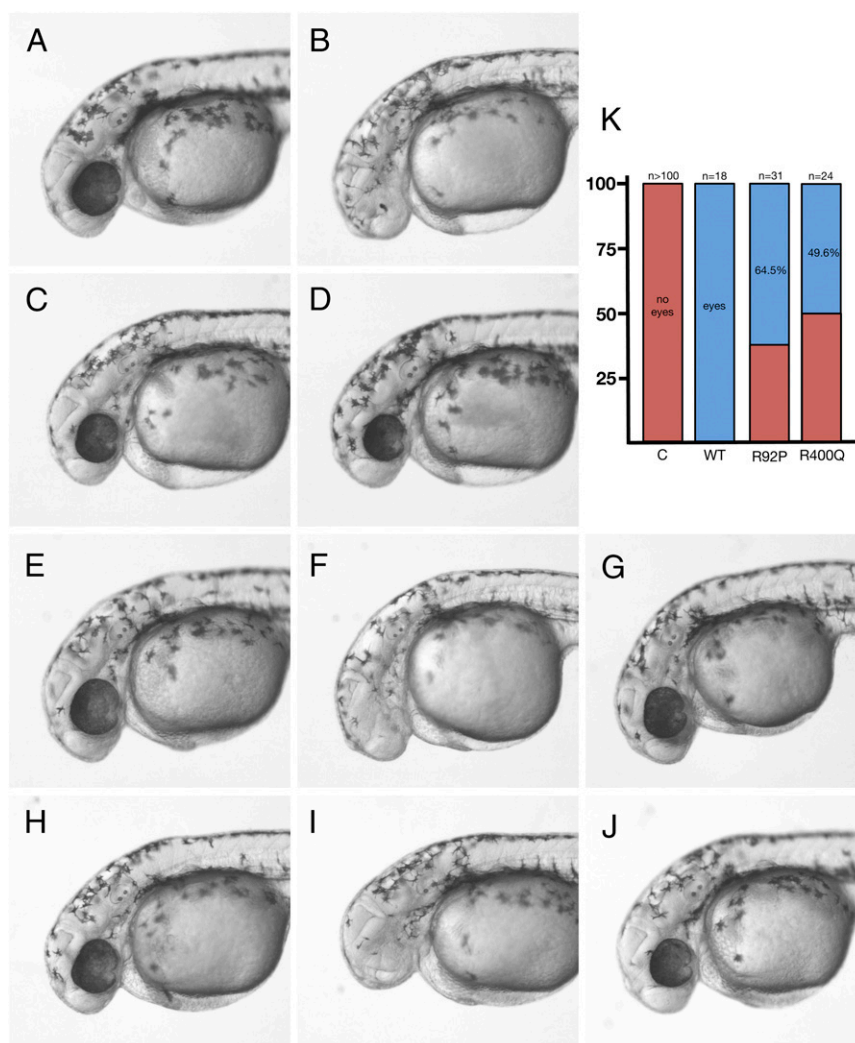 A
B
K
n>100
n=18
n=31
n=24
100
75
50
25
no
eyes
eyes
64.5%
49.6%
C
WT
R92P
R400Q
C
D
E
F
G
H
I
J